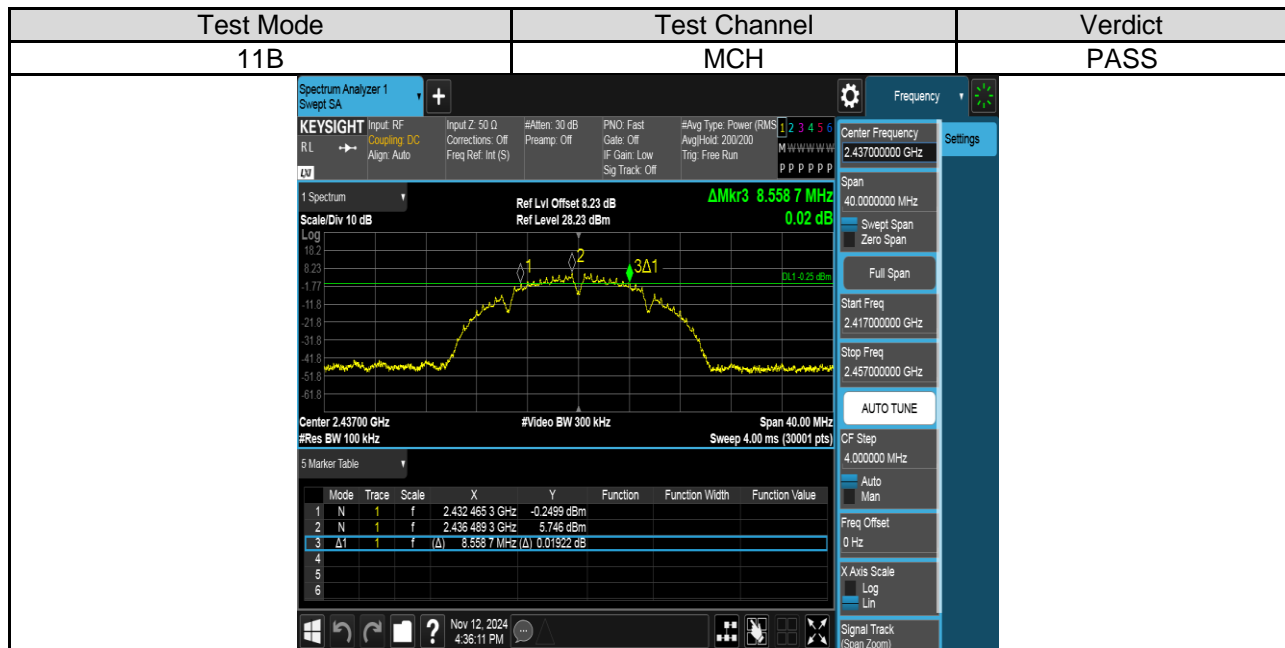 Test Mode Test Channel Verdict
11B MCH PASS
Spectrum Analyzer 1
Swept SA
+
Frequency
KEYSIGHT
RL
LXI
Input: RF
Coupling: DC
Align: Auto
Input Z: 50 Ω
Corrections: Off
Freq Ref: Int (S)
#Atten: 30 dB
Preamp: Off
PNO: Fast
Gate: Off
IF Gain: Low
Sig Track: Off
#Avg Type: Power (RMS
Avg|Hold: 200/200
Trig: Free Run
1 2 3 4 5 6
M W W W W W
P P P P P P
1 Spectrum
Scale/Div 10 dB
Ref Lvl Offset 8.23 dB
Ref Level 28.23 dBm
ΔMkr3 8.558 7 MHz
0.02 dB
Log
18.2
8.23
-1.77
-11.8
-21.8
-31.8
-41.8
-51.8
-61.8
1
2
3Δ1
DL1 -0.25 dBm
Center 2.43700 GHz #Video BW 300 kHz Span 40.00 MHz
#Res BW 100 kHz Sweep 4.00 ms (30001 pts)
5 Marker Table
Mode Trace Scale X Y Function Function Width Function Value
1 N 1 f 2.432 465 3 GHz -0.2499 dBm
2 N 1 f 2.436 489 3 GHz 5.746 dBm
3 Δ1 1 f (Δ) 8.558 7 MHz (Δ) 0.01922 dB
4
5
6
Nov 12, 2024
4:36:11 PM
Settings
Center Frequency
2.437000000 GHz
Span
40.0000000 MHz
Swept Span
Zero Span
Full Span
Start Freq
2.417000000 GHz
Stop Freq
2.457000000 GHz
AUTO TUNE
CF Step
4.000000 MHz
Auto
Man
Freq Offset
0 Hz
X Axis Scale
Log
Lin
Signal Track
(Span Zoom)